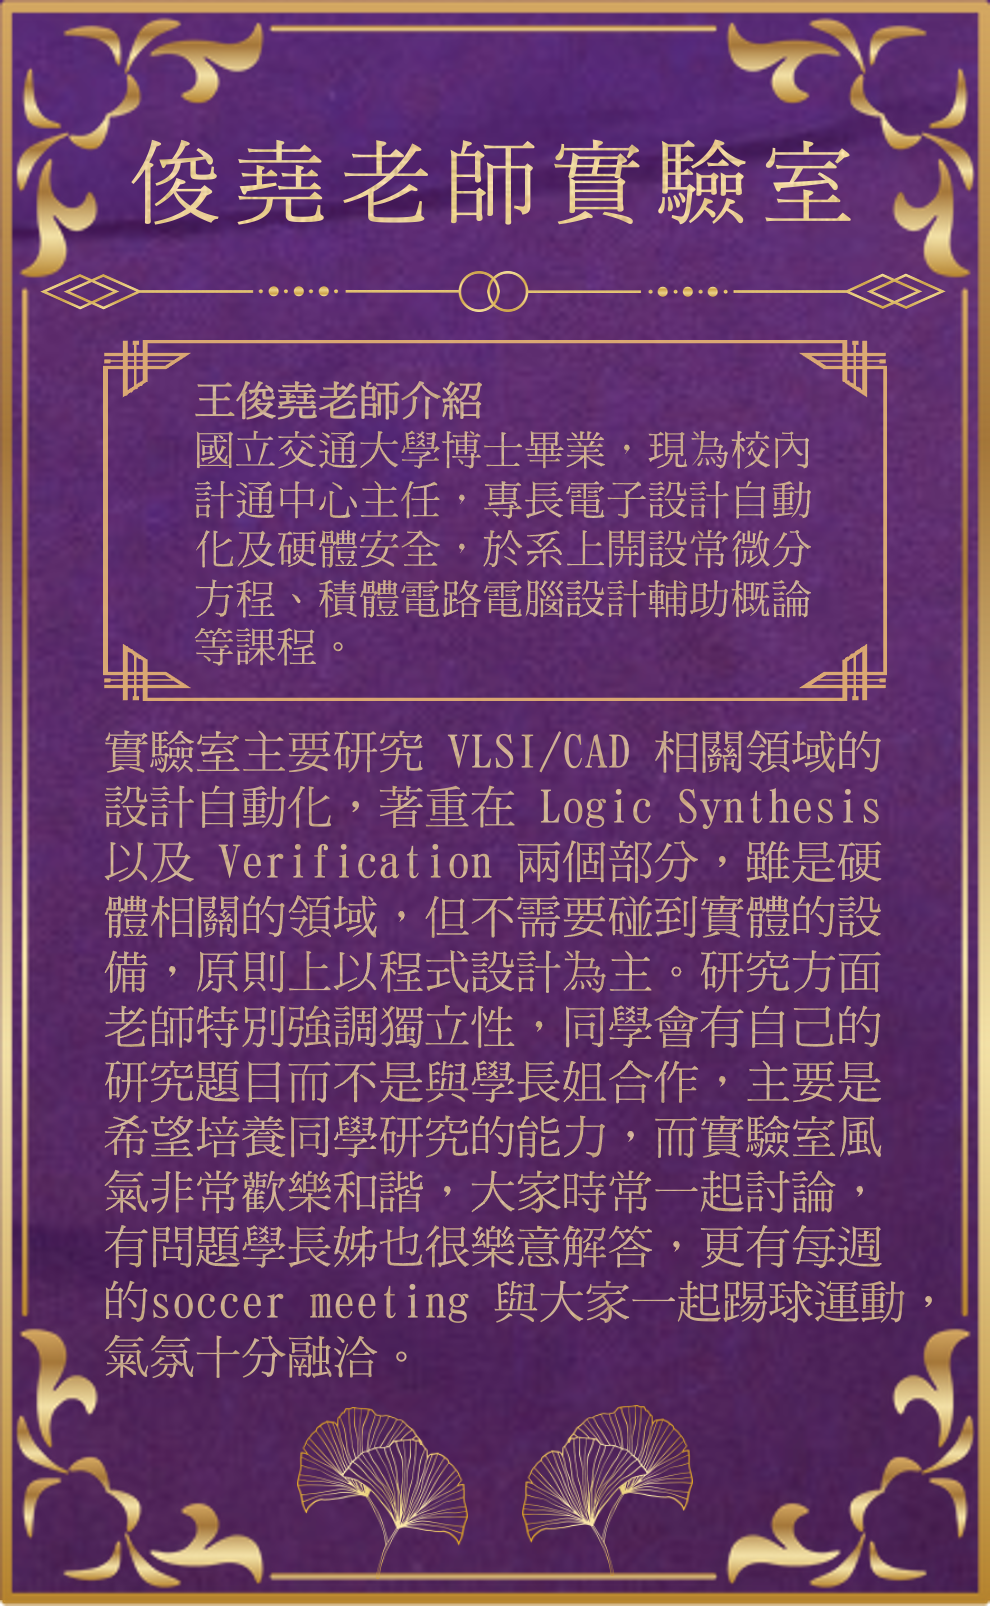 俊堯老師實驗室
王俊堯老師介紹
國立交通大學博士畢業，現為校內
計通中心主任，專長電子設計自動
化及硬體安全，於系上開設常微分
方程、積體電路電腦設計輔助概論
等課程。
實驗室主要研究 VLSI/CAD 相關領域的
設計自動化，著重在 Logic Synthesis
以及 Verification 兩個部分，雖是硬
體相關的領域，但不需要碰到實體的設
備，原則上以程式設計為主。研究方面
老師特別強調獨立性，同學會有自己的
研究題目而不是與學長姐合作，主要是
希望培養同學研究的能力，而實驗室風
氣非常歡樂和諧，大家時常一起討論，
有問題學長姊也很樂意解答，更有每週
的soccer meeting 與大家一起踢球運動，
氣氛十分融洽。